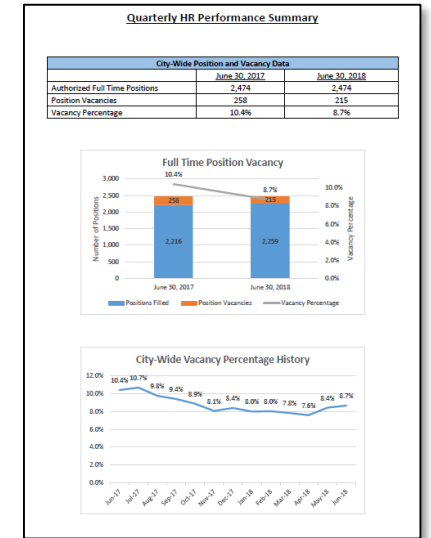 Quarterly HR Performance Summary
City-Wide Position and Vacancy Data
June 30, 2017 June 30, 2018
Authorized Full Time Positions 2,474 2,474
Position Vacancies 258 215
Vacancy Percentage 10.4% 8.7%
Full Time Position Vacancy
10.4%
8.7%
3,000
2,500
2,000
1,500
1,000
500
0
Number of Positions
258
215
2,216
2,259
10.0%
8.0%
6.0%
4.0%
2.0%
0.0%
Vacancy Percentage
June 30, 2017 June 30, 2018
Positions Filled Position Vacancies Vacancy Percentage
City-Wide Vacancy Percentage History
12.0%
10.0%
8.0%
6.0%
4.0%
2.0%
0.0%
10.4% 10.7% 9.8% 9.4% 8.9% 8.1% 8.4% 8.0% 8.0% 7.8% 7.6% 8.4% 8.7%
Jun-17 Jul-17 Aug-17 Sep-17 Oct-17 Nov-17 Dec-17 Jan-18 Feb-18 Mar-18 Apr-18 May-18 Jun-18